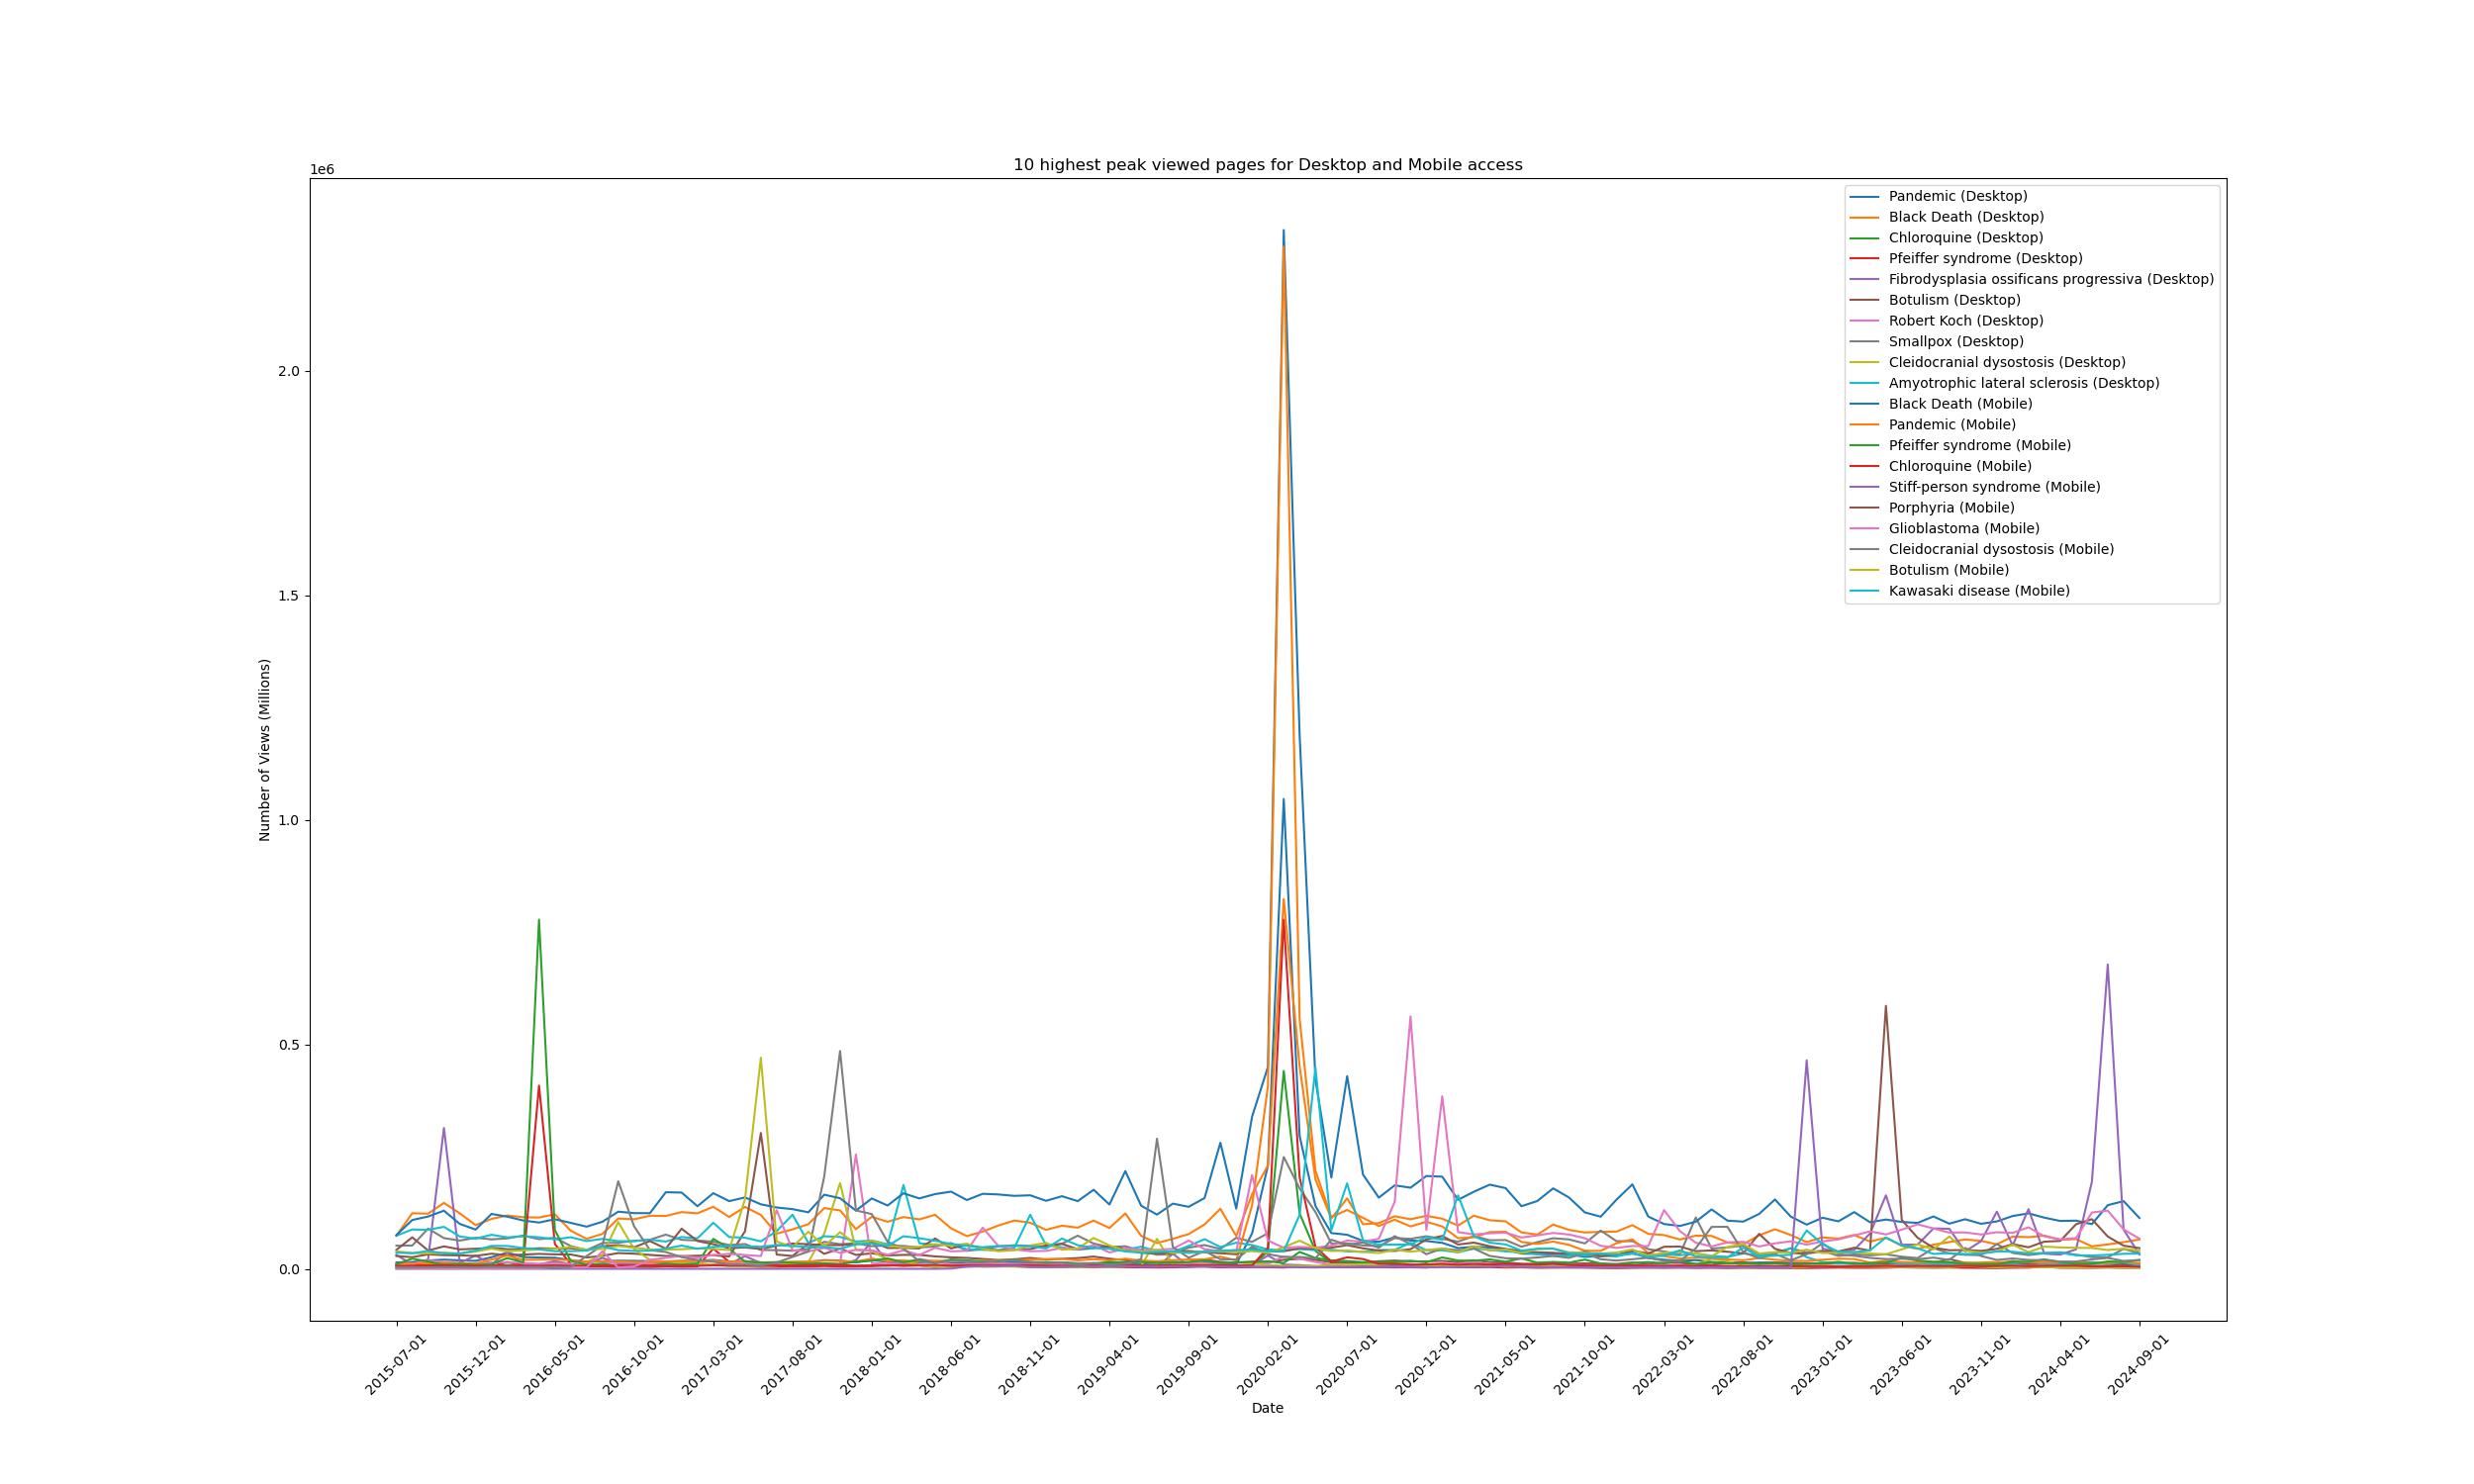 10 highest peak viewed pages for Desktop and Mobile access
1e6
Pandemic (Desktop)
Black Death (Desktop)
Chloroquine (Desktop)
Pfeiffer syndrome (Desktop)
Fibrodysplasia ossificans progressiva (Desktop)
Botulism (Desktop)
Robert Koch (Desktop)
Smallpox (Desktop)
Cleidocranial dysostosis (Desktop)
Amyotrophic lateral sclerosis (Desktop)
Black Death (Mobile)
Pandemic (Mobile)
Pfeiffer syndrome (Mobile)
Chloroquine (Mobile)
Stiff-person syndrome (Mobile)
Porphyria (Mobile)
Glioblastoma (Mobile)
Cleidocranial dysostosis (Mobile)
Botulism (Mobile)
Kawasaki disease (Mobile)
Number of Views (Millions)
2.0
1.5
1.0
0.5
0.0
2015-07-01
2015-12-01
2016-05-01
2016-10-01
2017-03-01
2017-08-01
2018-01-01
2018-06-01
2018-11-01
2019-04-01
2019-09-01
2020-02-01
2020-07-01
2020-12-01
2021-05-01
2021-10-01
2022-03-01
2022-08-01
2023-01-01
2023-06-01
2023-11-01
2024-04-01
2024-09-01
Date